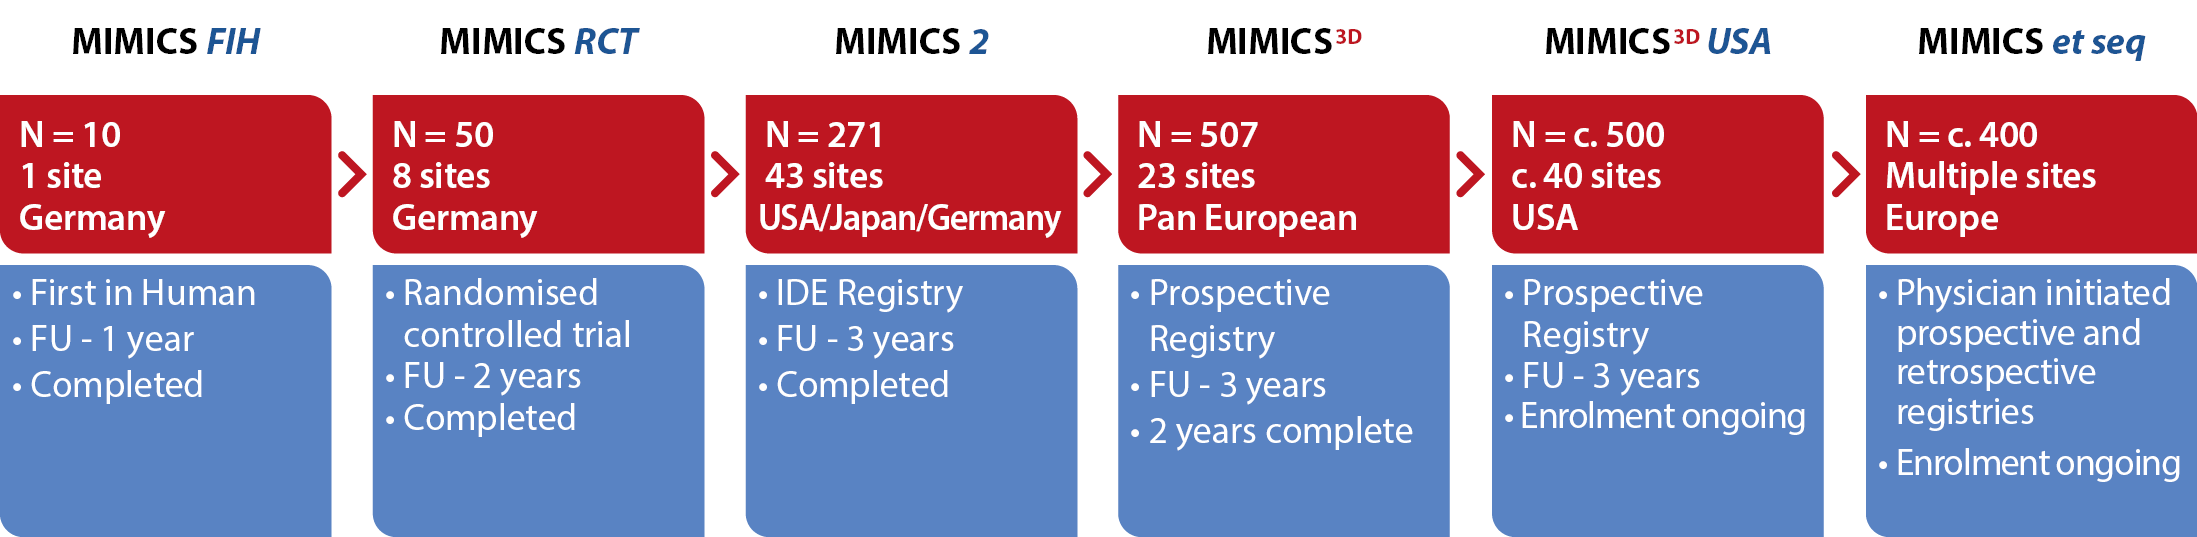 MIMICS FIH
N = 10
1 site
Germany
• First in Human
• FU - 1 year
• Completed
MIMICS RCT
N = 50
8 sites
Germany
• Randomised
controlled trial
• FU - 2 years
• Completed
MIMICS 2
N = 271
43 sites
USA/Japan/Germany
• IDE Registry
• FU - 3 years
• Completed
MIMICS 3D
N = 507
23 sites
Pan European
• Prospective
Registry
• FU - 3 years
• 2 years complete
MIMICS 3D USA
N = c. 500
c. 40 sites
USA
• Prospective
Registry
• FU - 3 years
• Enrolment ongoing
MIMICS et seq
N = c. 400
Multiple sites
Europe
• Physician initiated
prospective and
retrospective
registries
• Enrolment ongoing